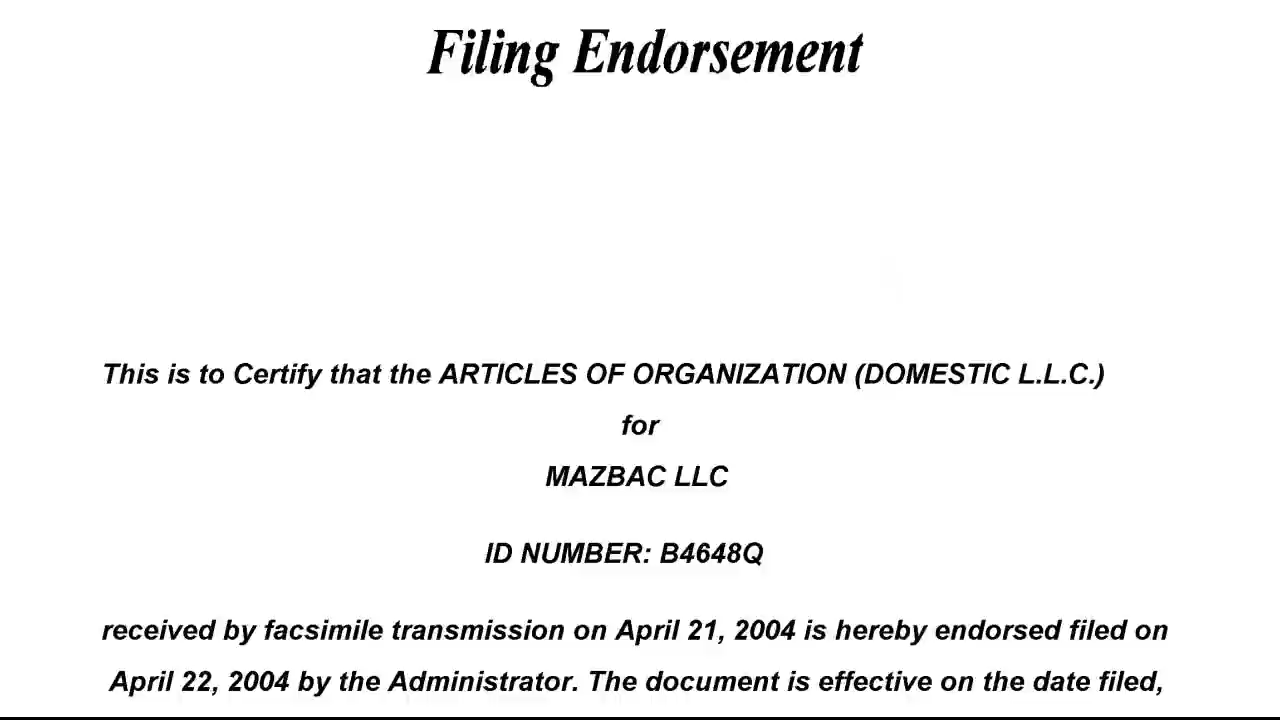 Filing Endorsement
This is to Certify that the ARTICLES OF ORGANIZATION (DOMESTIC L.L.C.)
for
MAZBAC LLC
ID NUMBER: B4648Q
received by facsimile transmission on April 21, 2004 is hereby endorsed filed on
April 22, 2004 by the Administrator. The document is effective on the date filed,